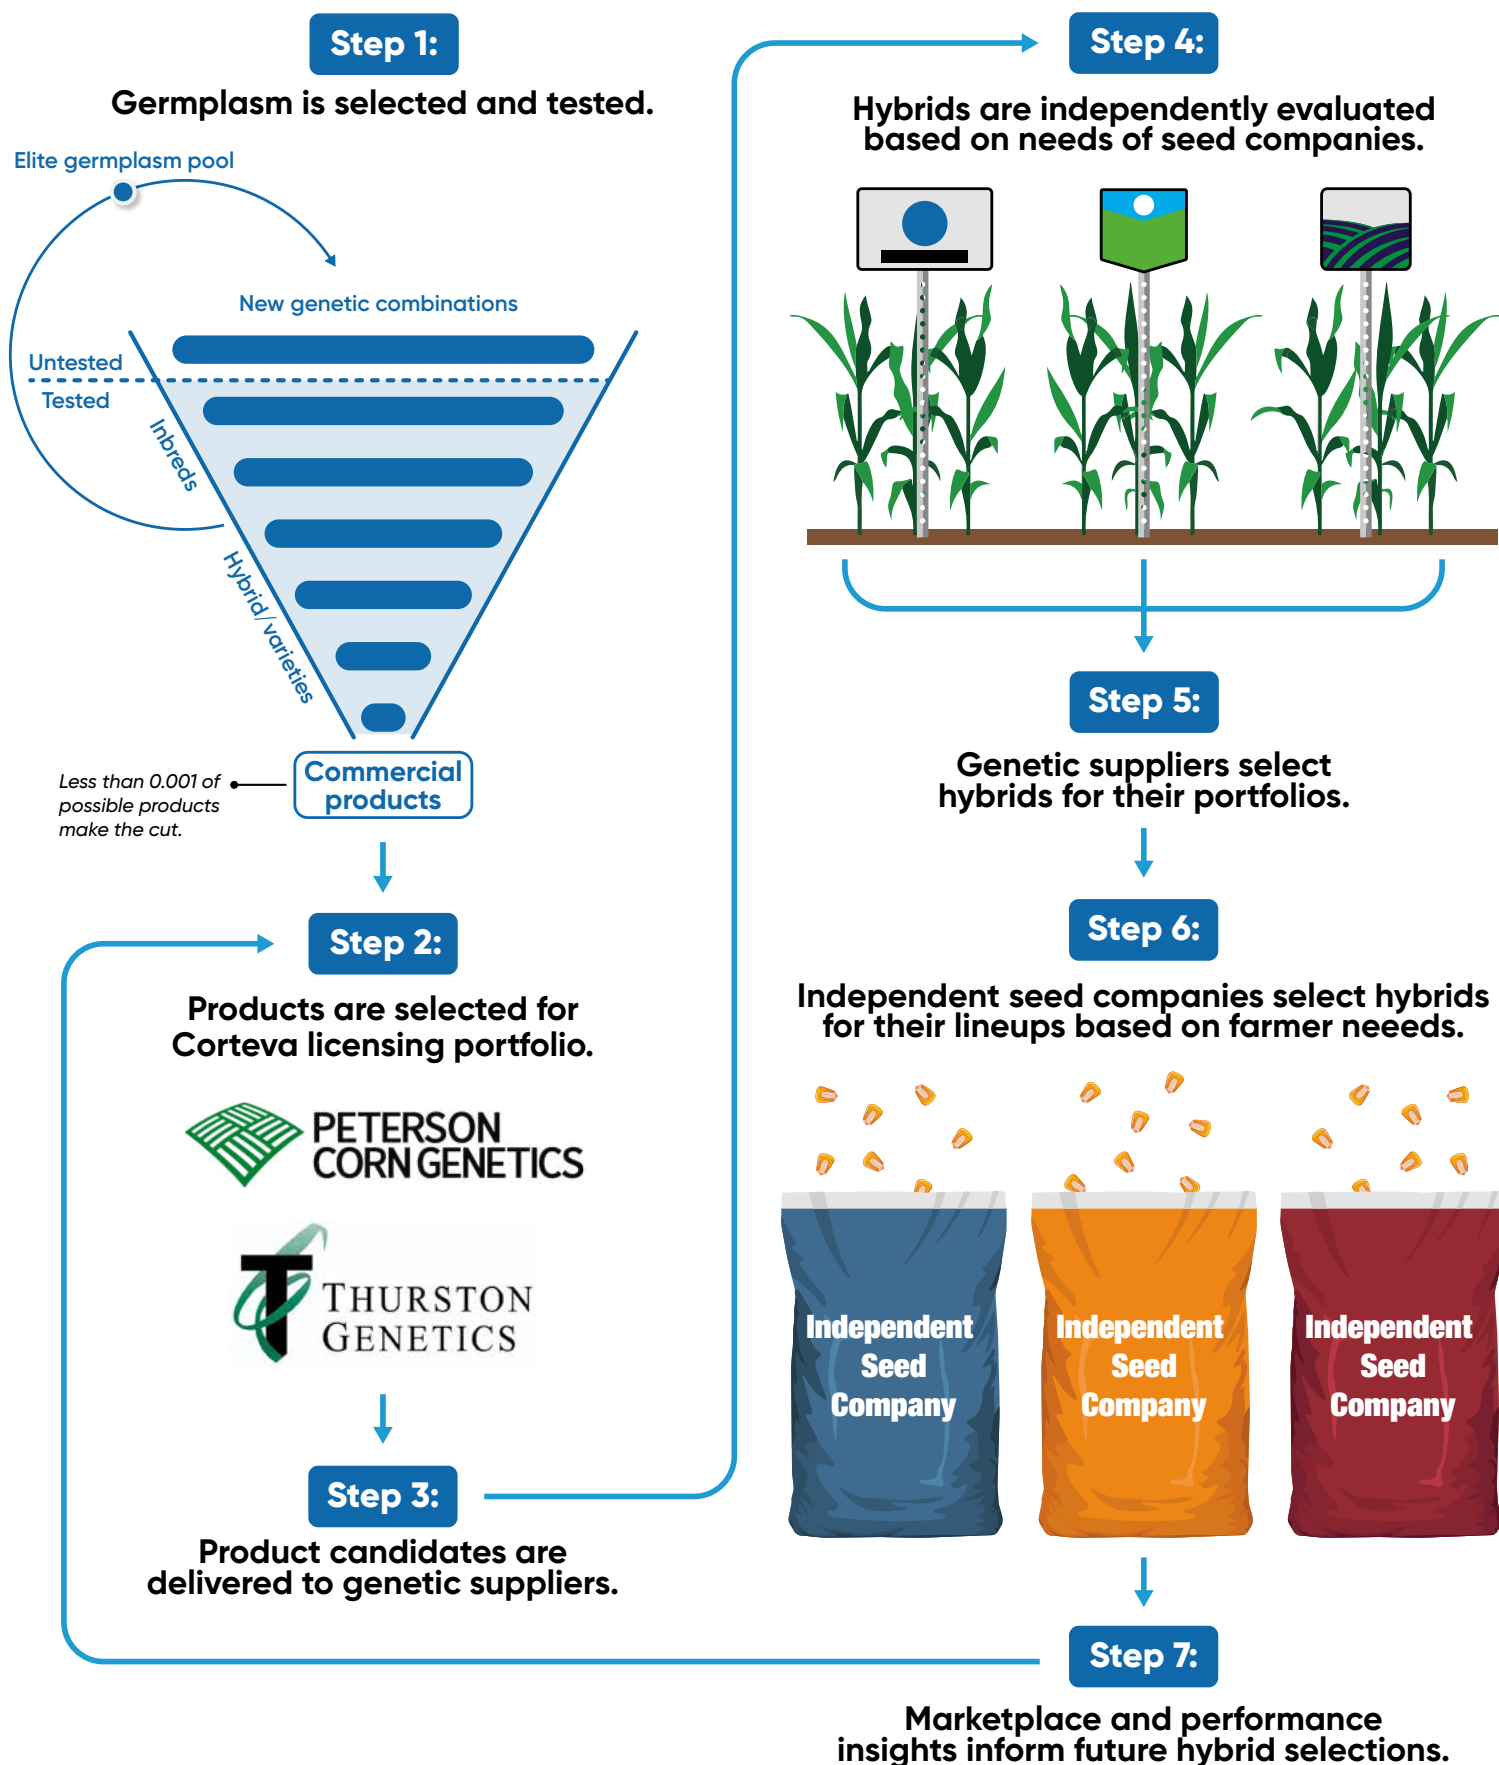 Step 1:
Germplasm is selected and tested.
Elite germplasm pool
New genetic combinations
Untested
Tested
Inbreds
Hybrid/varieties
Commercial
products
Less than 0.001 of
possible products
make the cut.
Step 2:
Products are selected for
Corteva licensing portfolio.
PETERSON
CORN GENETICS
THURSTON
GENETICS
Step 3:
Product candidates are
delivered to genetic suppliers.
Step 4:
Hybrids are independently evaluated
based on needs of seed companies.
Step 5:
Genetic suppliers select
hybrids for their portfolios.
Step 6:
Independent seed companies select hybrids
for their lineups based on farmer neeeds.
Independent
Seed
Company
Independent
Seed
Company
Independent
Seed
Company
Step 7:
Marketplace and performance
insights inform future hybrid selections.